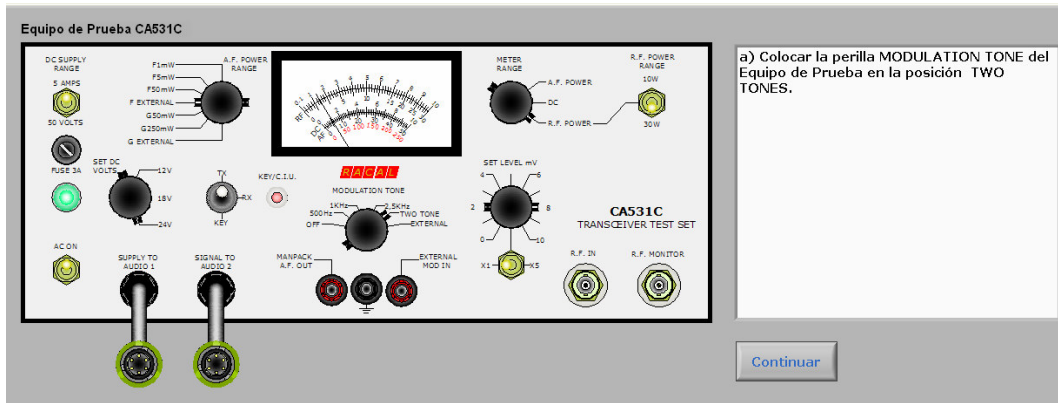 Equipo de Prueba CA531C
DC SUPPLY
RANGE
5 AMPS
50 VOLTS
FUSE 3A
A.F. POWER
RANGE
F1mW
F5mW
F50mW
F EXTERNAL
G50mW
G250mW
G EXTERNAL
SET DC
VOLTS
12V
18V
24V
TX
RX
KEY
KEY/C.I.U.
RF
DC
AF
RACAL
MODULATION TONE
OFF
500Hz
1KHz
2,5KHz
TWO TONE
EXTERNAL
METER
RANGE
A.F. POWER
DC
R.F. POWER
R.F. POWER
RANGE
10W
30W
SET LEVEL mV
0
2
4
6
8
10
X1
X5
CA531C
TRANSCEIVER TEST SET
R.F. IN
R.F. MONITOR
AC ON
SUPPLY TO
AUDIO 1
SIGNAL TO
AUDIO 2
MANPACK
A.F. OUT
EXTERNAL
MOD IN
a) Colocar la perilla MODULATION TONE del
Equipo de Prueba en la posición TWO
TONES.
Continuar